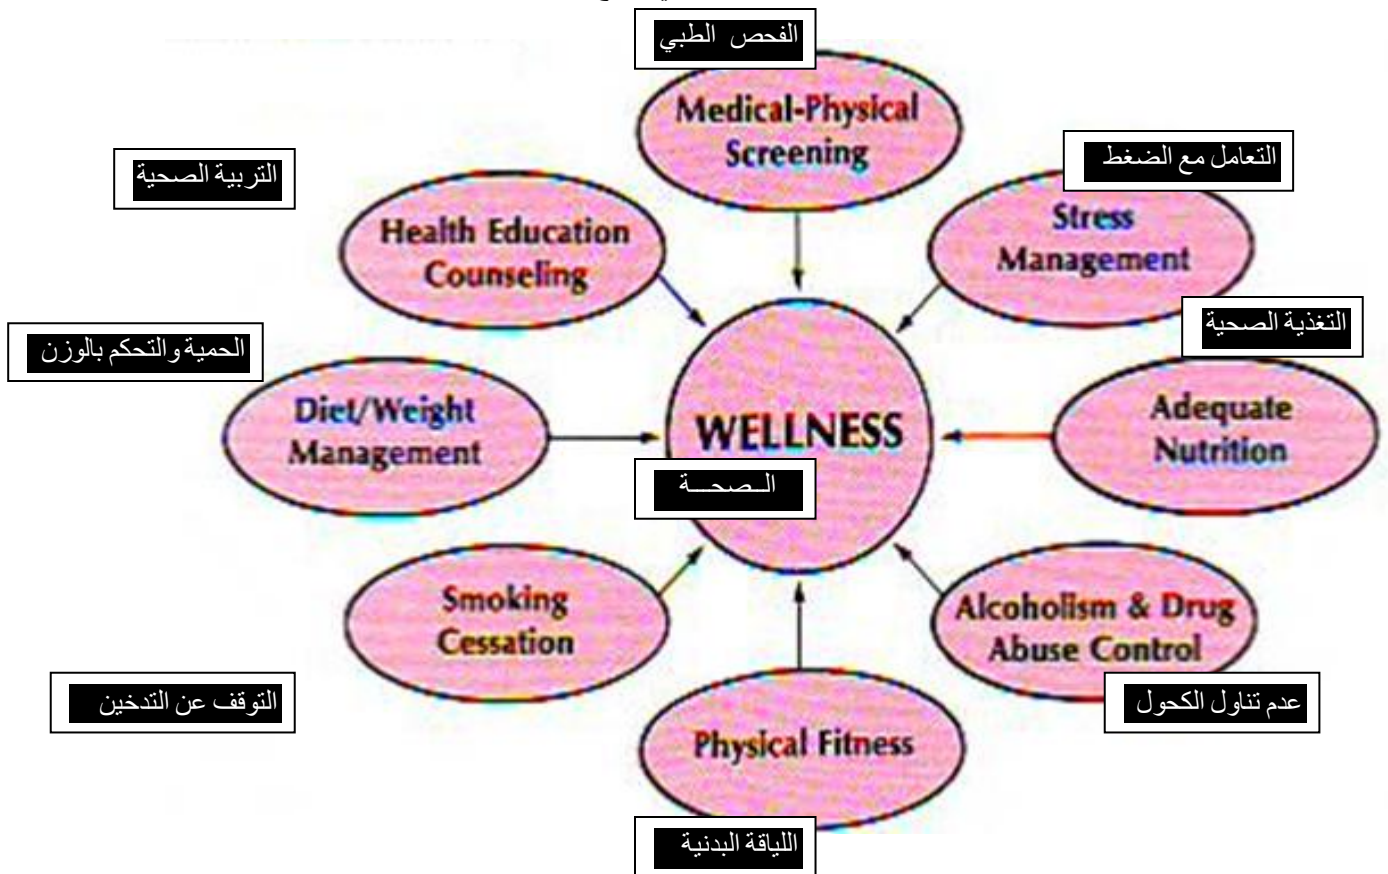 الفحص الطبي
Medical-Physical
Screening
التعامل مع الضغط
Stress
Management
التربية الصحية
Health Education
Counseling
التغذية الصحية
Adequate
Nutrition
الحمية والتحكم بالوزن
Diet/Weight
Management
WELLNESS
الــصحـــة
Smoking
Cessation
التوقف عن التدخين
Alcoholism & Drug
Abuse Control
عدم تناول الكحول
Physical Fitness
اللياقة البدنية